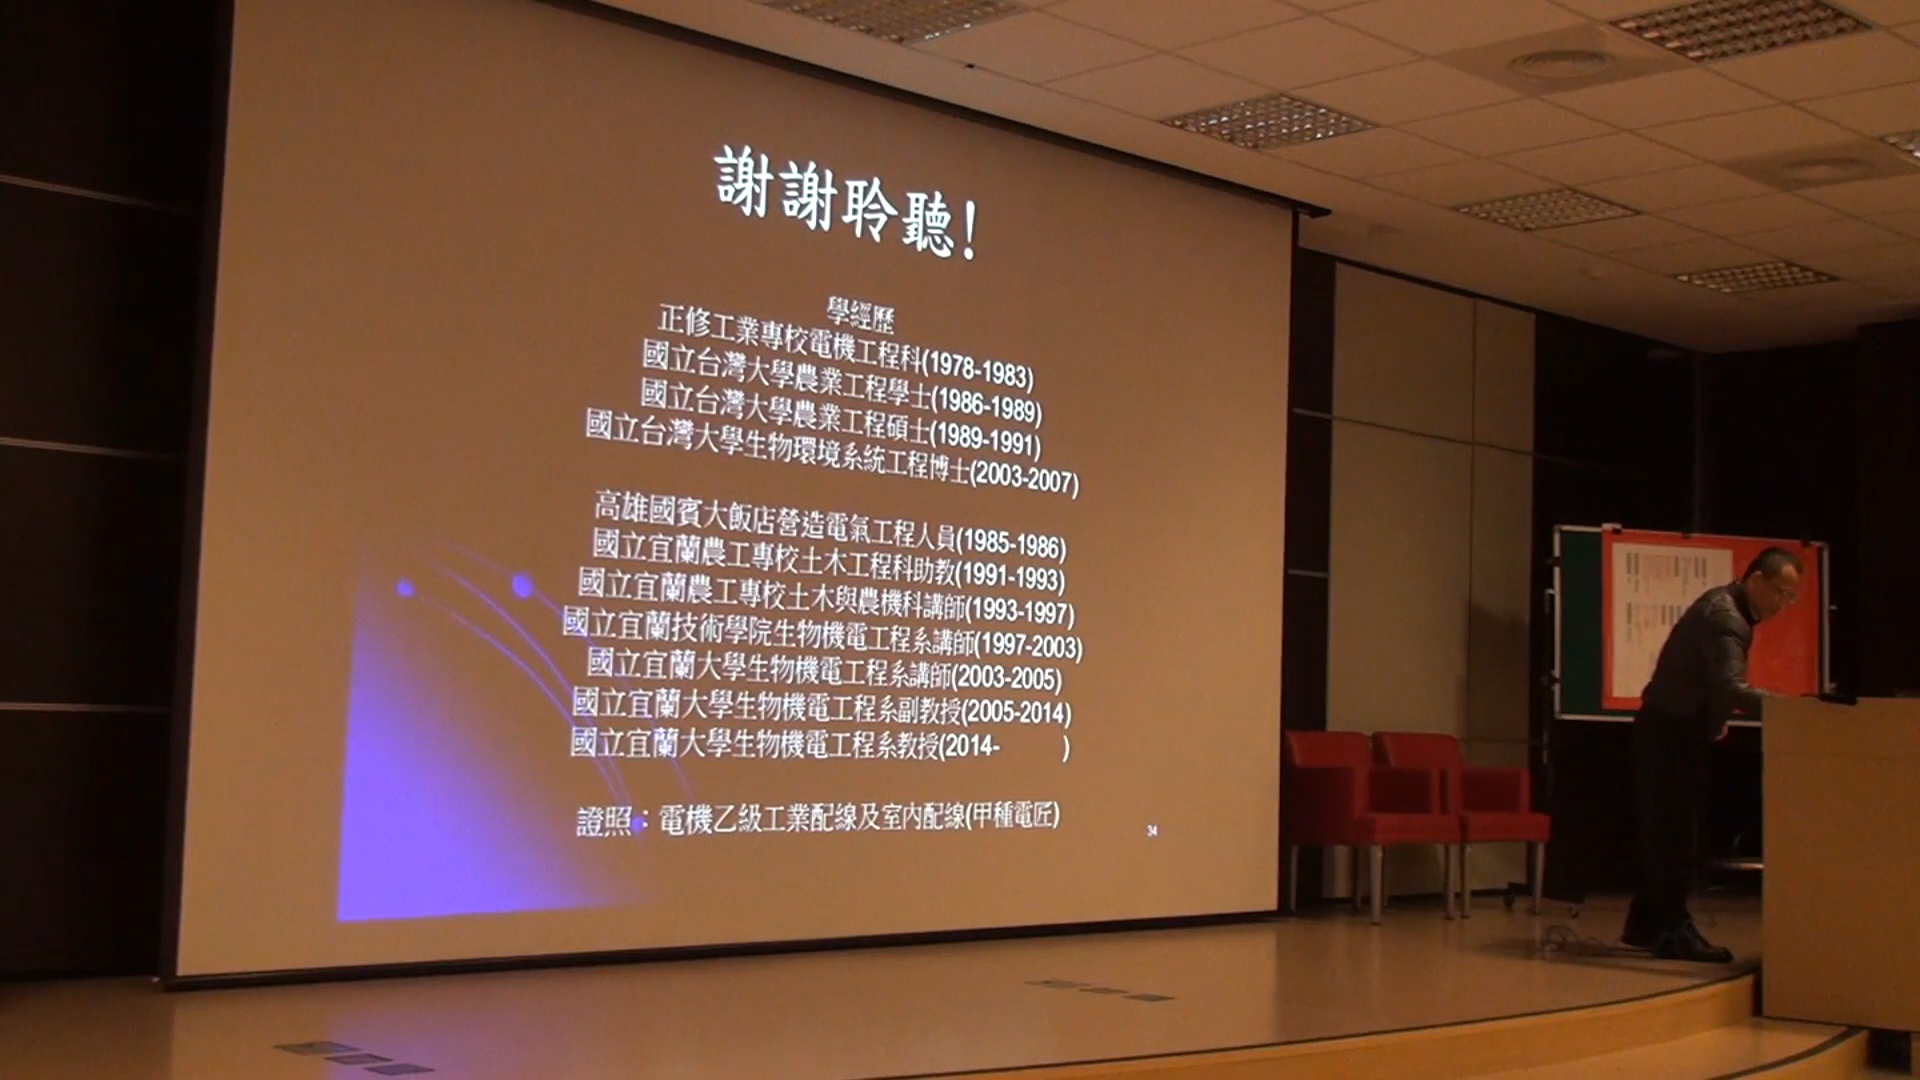 謝謝聆聽!
學經歷
正修工業專校電機工程科(1978-1983)
國立台灣大學農業工程學士(1986-1989)
國立台灣大學農業工程碩士(1989-1991)
國立台灣大學生物環境系統工程博士(2003-2007)
高雄國賓大飯店營造電氣工程人員(1985-1986)
國立宜蘭農工專校土木工程科助教(1991-1993)
國立宜蘭農工專校土木與農機科講師(1993-1997)
國立宜蘭技術學院生物機電工程系講師(1997-2003)
國立宜蘭大學生物機電工程系講師(2003-2005)
國立宜蘭大學生物機電工程系副教授(2005-2014)
國立宜蘭大學生物機電工程系教授(2014- )
證照：電機乙級工業配線及室內配線(甲種電匠)
34